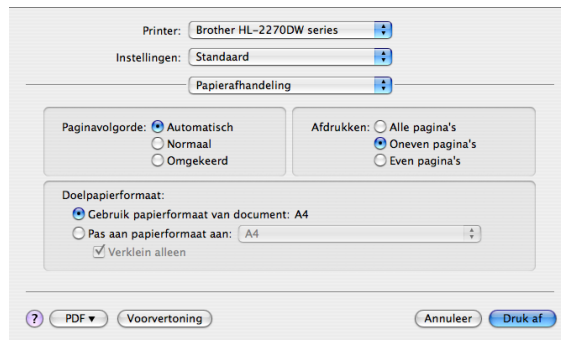 Printer: Brother HL-2270DW series
Instellingen: Standaard
Papierafhandeling
Paginavolgorde: Automatisch
Normaal
Omgekeerd
Afdrukken: Alle pagina's
Oneven pagina's
Even pagina's
Doelpapierformaat:
Gebruik papierformaat van document: A4
Pas aan papierformaat aan: A4
Verklein alleen
? PDF ▼ Voorvertoning Annuleer Druk af